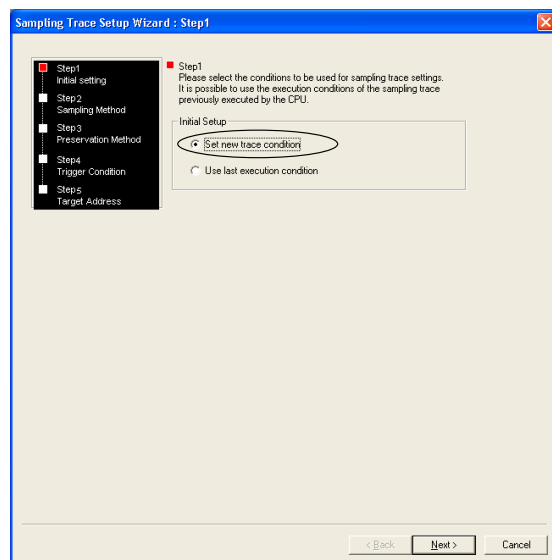 Sampling Trace Setup Wizard : Step1
Step1
Initial setting
Step2
Sampling Method
Step3
Preservation Method
Step4
Trigger Condition
Step5
Target Address
Step1
Please select the conditions to be used for sampling trace settings.
It is possible to use the execution conditions of the sampling trace
previously executed by the CPU.
Initial Setup
Set new trace condition
Use last execution condition
< Back
Next >
Cancel